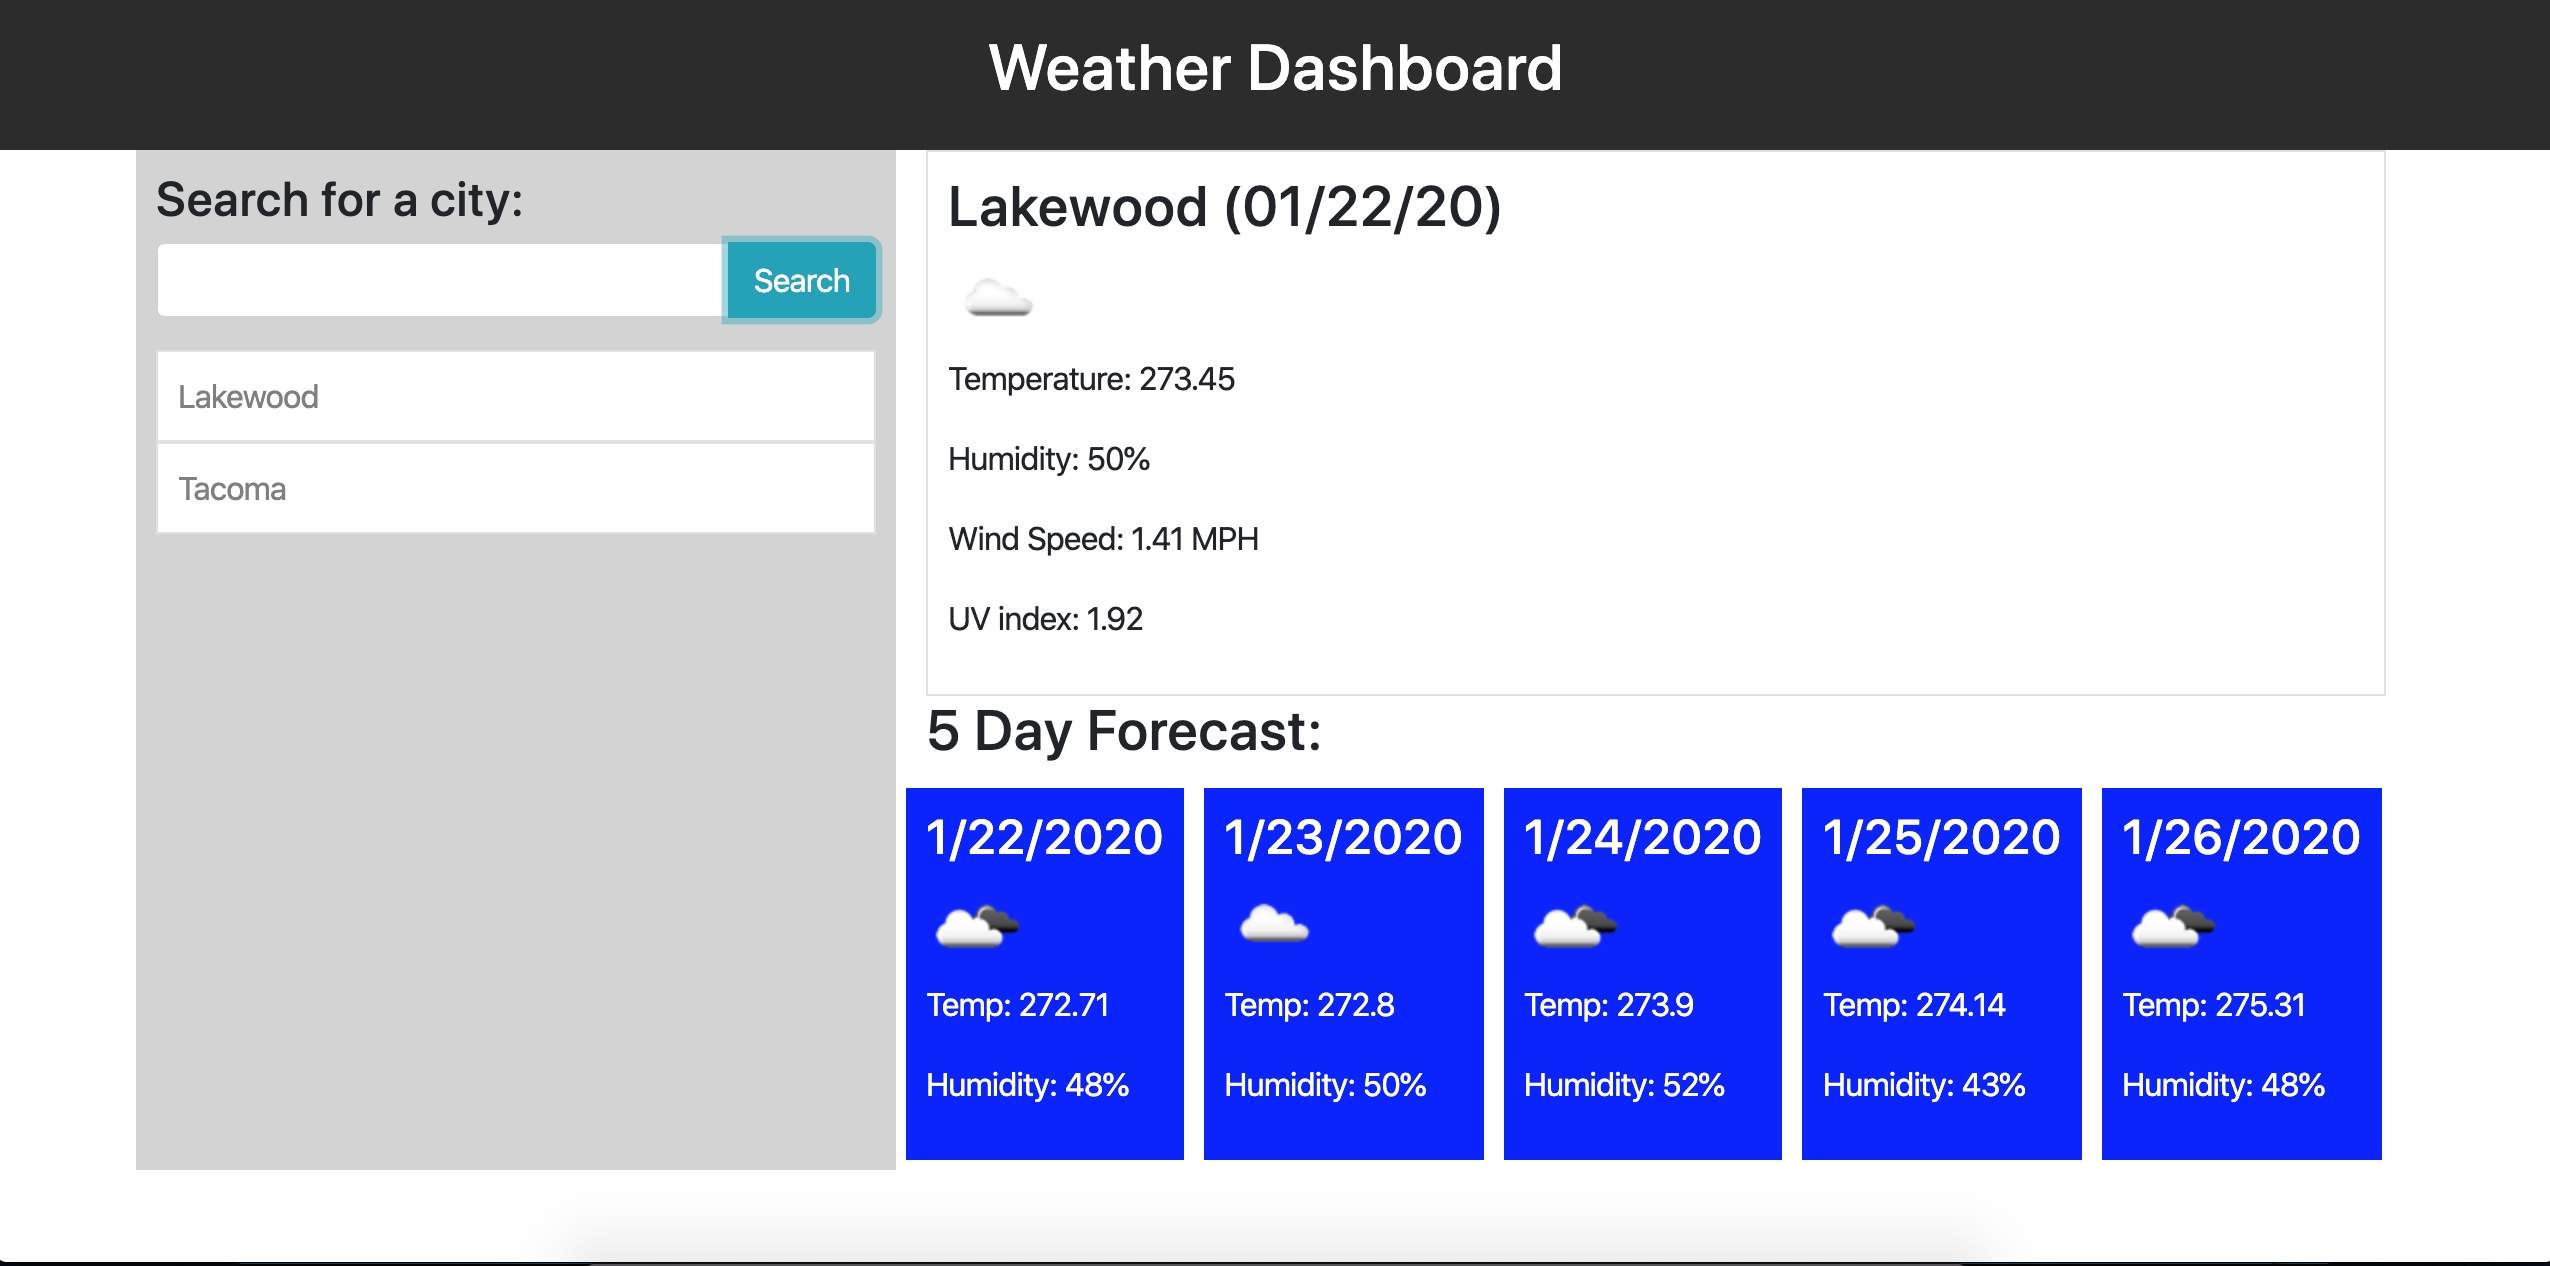 Weather Dashboard
Search for a city:
Search
Lakewood
Tacoma
Lakewood (01/22/20)
Temperature: 273.45
Humidity: 50%
Wind Speed: 1.41 MPH
UV index: 1.92
5 Day Forecast:
1/22/2020
Temp: 272.71
Humidity: 48%
1/23/2020
Temp: 272.8
Humidity: 50%
1/24/2020
Temp: 273.9
Humidity: 52%
1/25/2020
Temp: 274.14
Humidity: 43%
1/26/2020
Temp: 275.31
Humidity: 48%